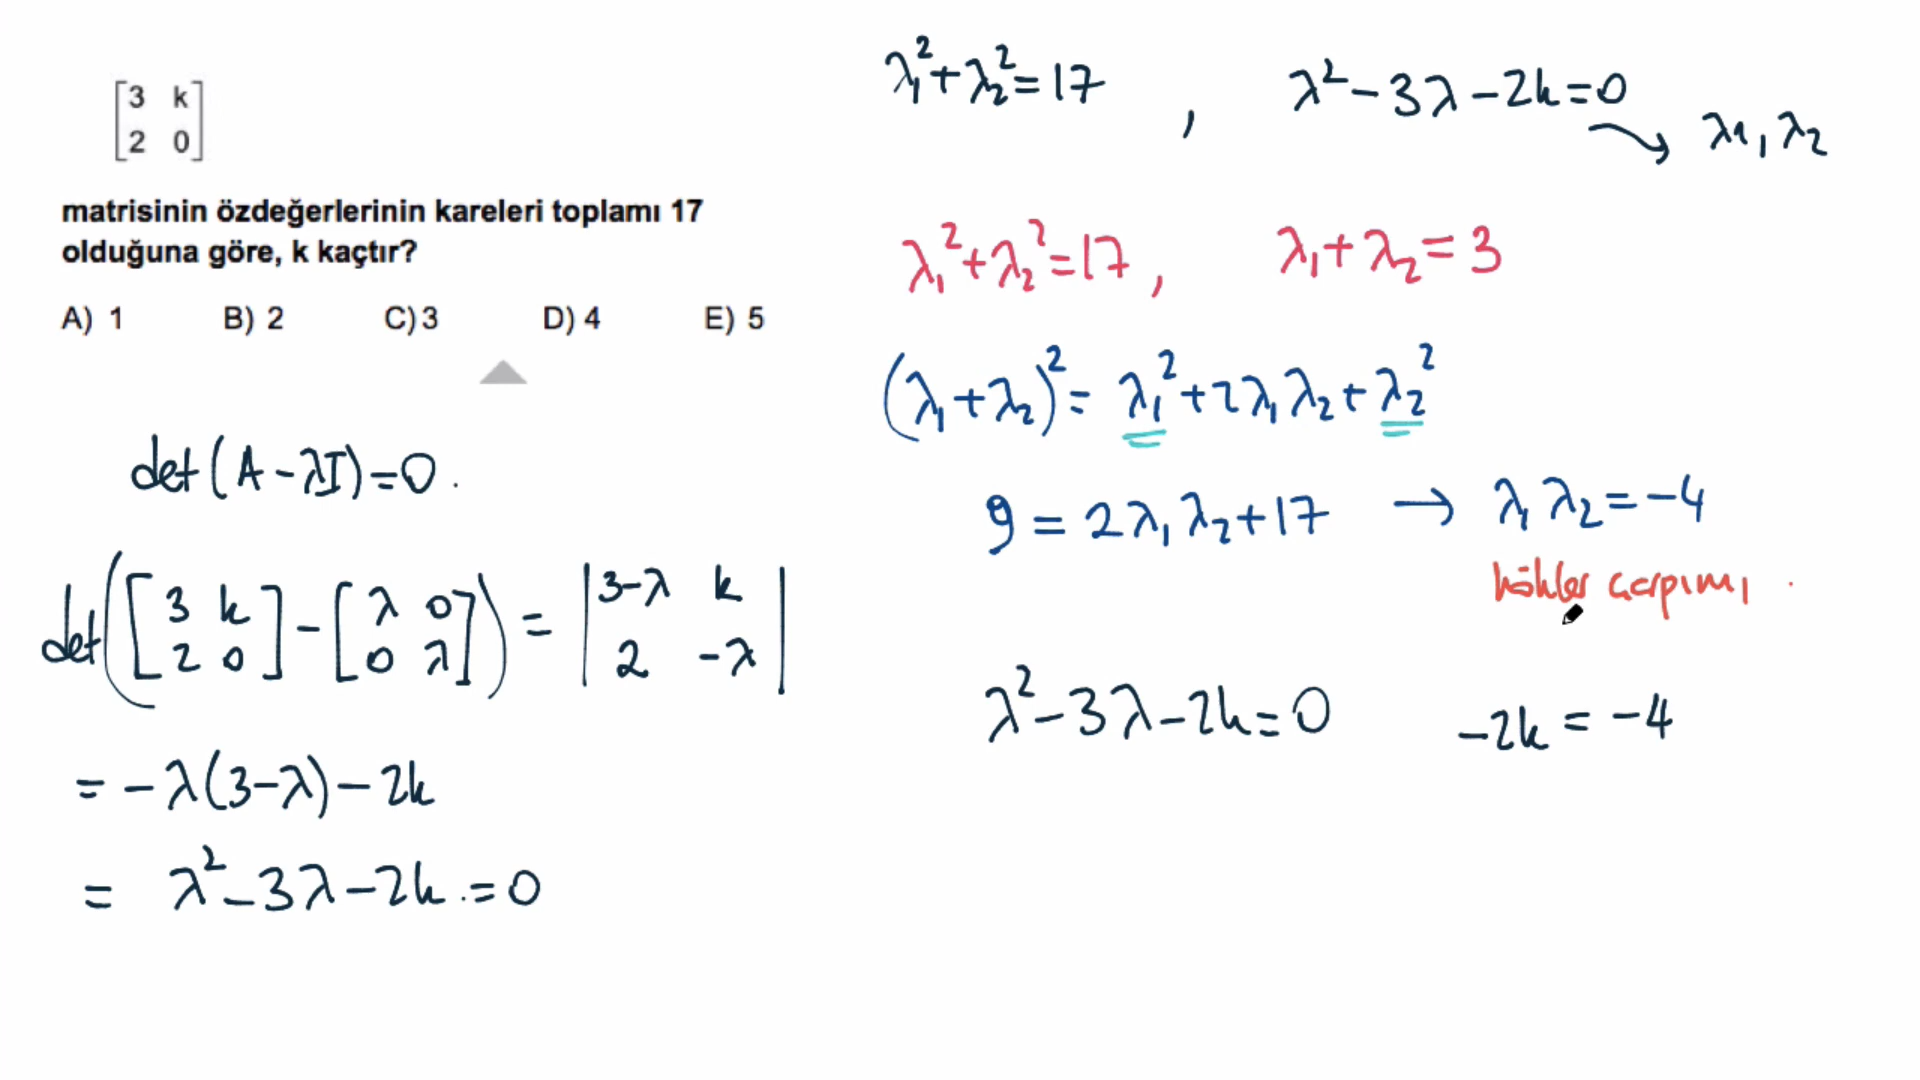 [3 k
2 0]
matrisinin özdeğerlerinin kareleri toplamı 17
olduğuna göre, k kaçtır?
A) 1 B) 2 C) 3 D) 4 E) 5
det(A-λI)=0.
det([3 k; 2 0] - [λ 0; 0 λ]) = |3-λ k; 2 -λ|
= -λ(3-λ) - 2k
= λ² - 3λ - 2k = 0
λ₁² + λ₂² = 17 , λ² - 3λ - 2k = 0
→ λ1, λ2
λ₁² + λ₂² = 17 , λ₁ + λ₂ = 3
(λ₁ + λ₂)² = λ₁² + 2λ₁λ₂ + λ₂²
9 = 2λ₁λ₂ + 17 → λ₁λ₂ = -4
kökler çarpımı
λ² - 3λ - 2k = 0 -2k = -4